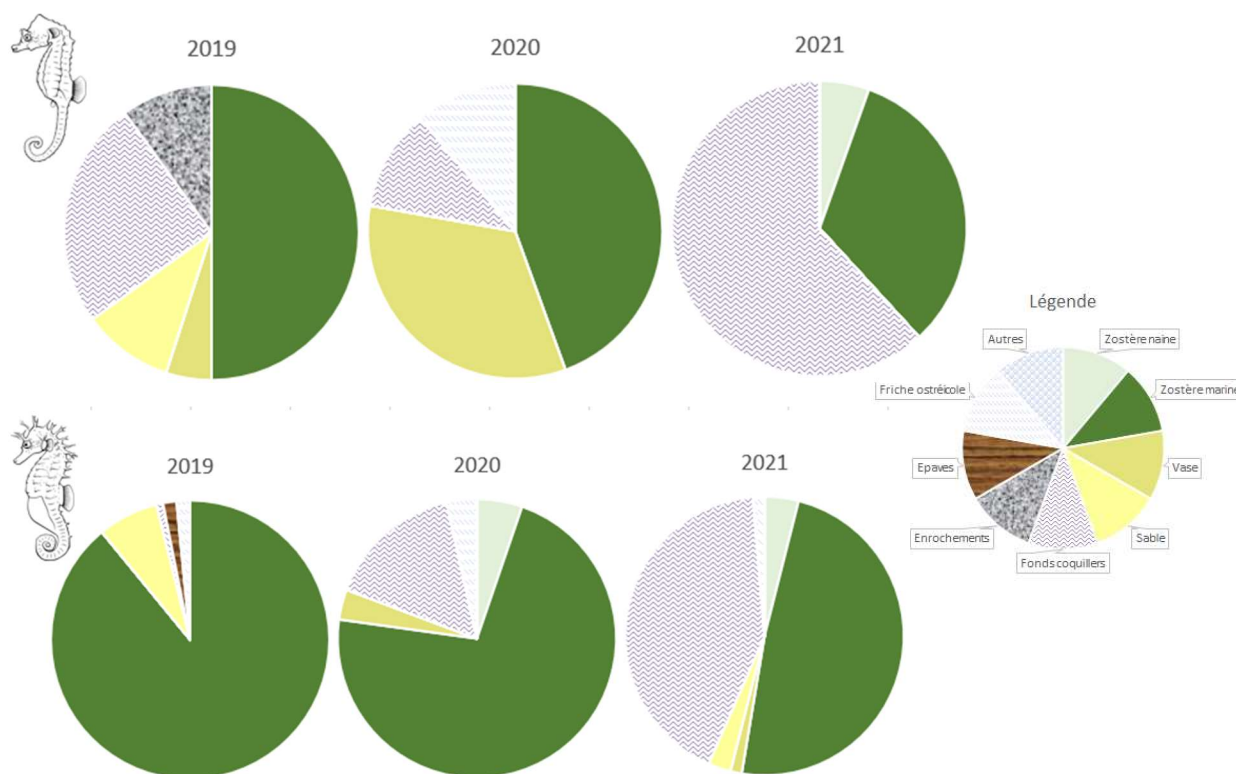 2019
2020
2021
Légende
Autres
Zostère naine
Friche ostréicole
Zostère marine
Epaves
Vase
Enrochements
Sable
Fonds coquillers
2019
2020
2021